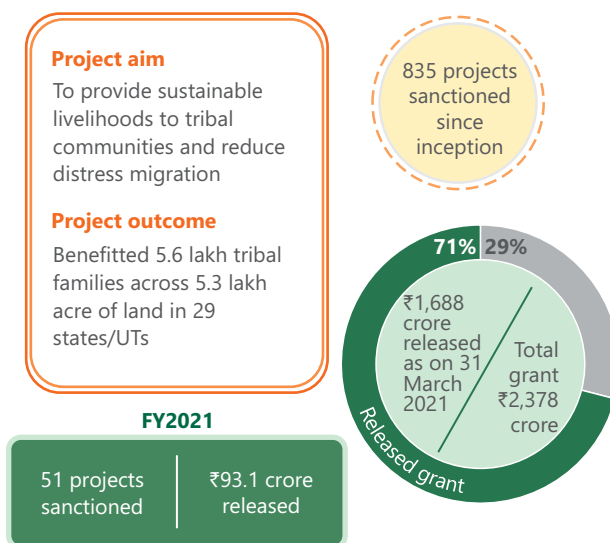 Project aim
To provide sustainable
livelihoods to tribal
communities and reduce
distress migration
Project outcome
Benefitted 5.6 lakh tribal
families across 5.3 lakh
acre of land in 29
states/UTs
835 projects
sanctioned
since
inception
71% 29%
₹1,688
crore
released
as on 31
March
2021
Total
grant
₹2,378
crore
Released grant
FY2021
51 projects
sanctioned
₹93.1 crore
released